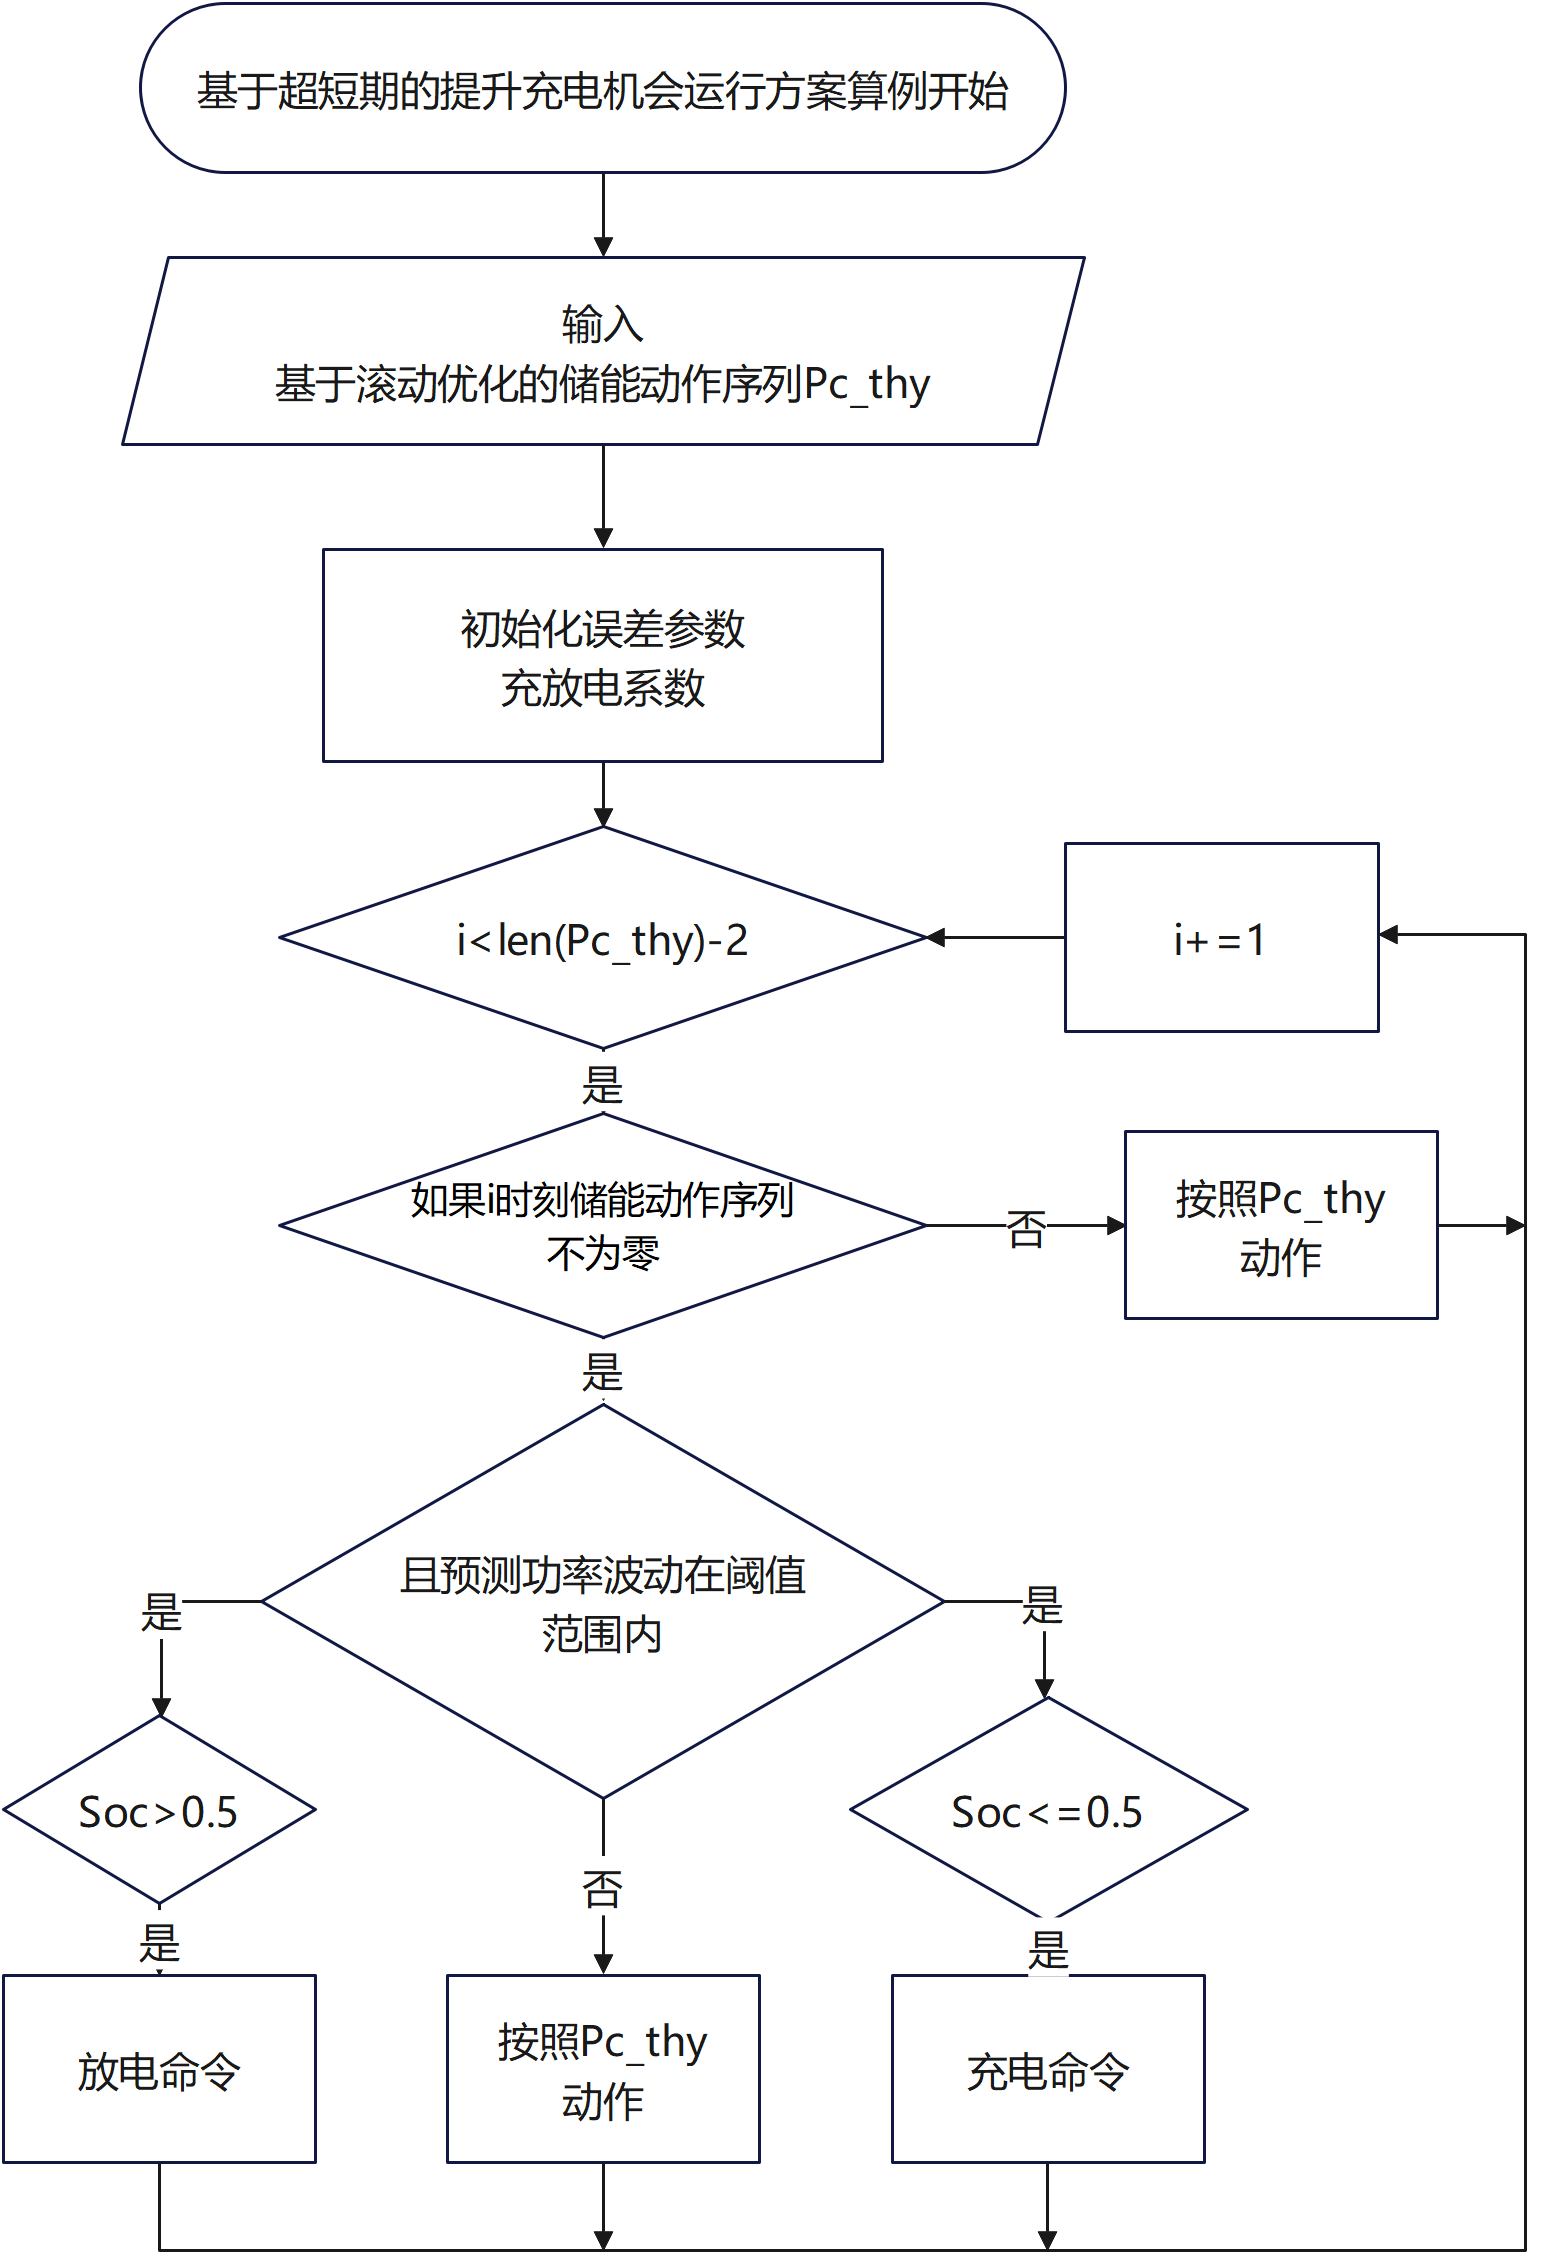 基于超短期的提升充电机会运行方案算例开始
输入
基于滚动优化的储能动作序列Pc_thy
初始化误差参数
充放电系数
i<len(Pc_thy)-2
i+=1
是
如果i时刻储能动作序列
不为零
否
按照Pc_thy
动作
是
且预测功率波动在阈值
范围内
是
是
Soc>0.5
Soc<=0.5
否
是
是
放电命令
按照Pc_thy
动作
充电命令